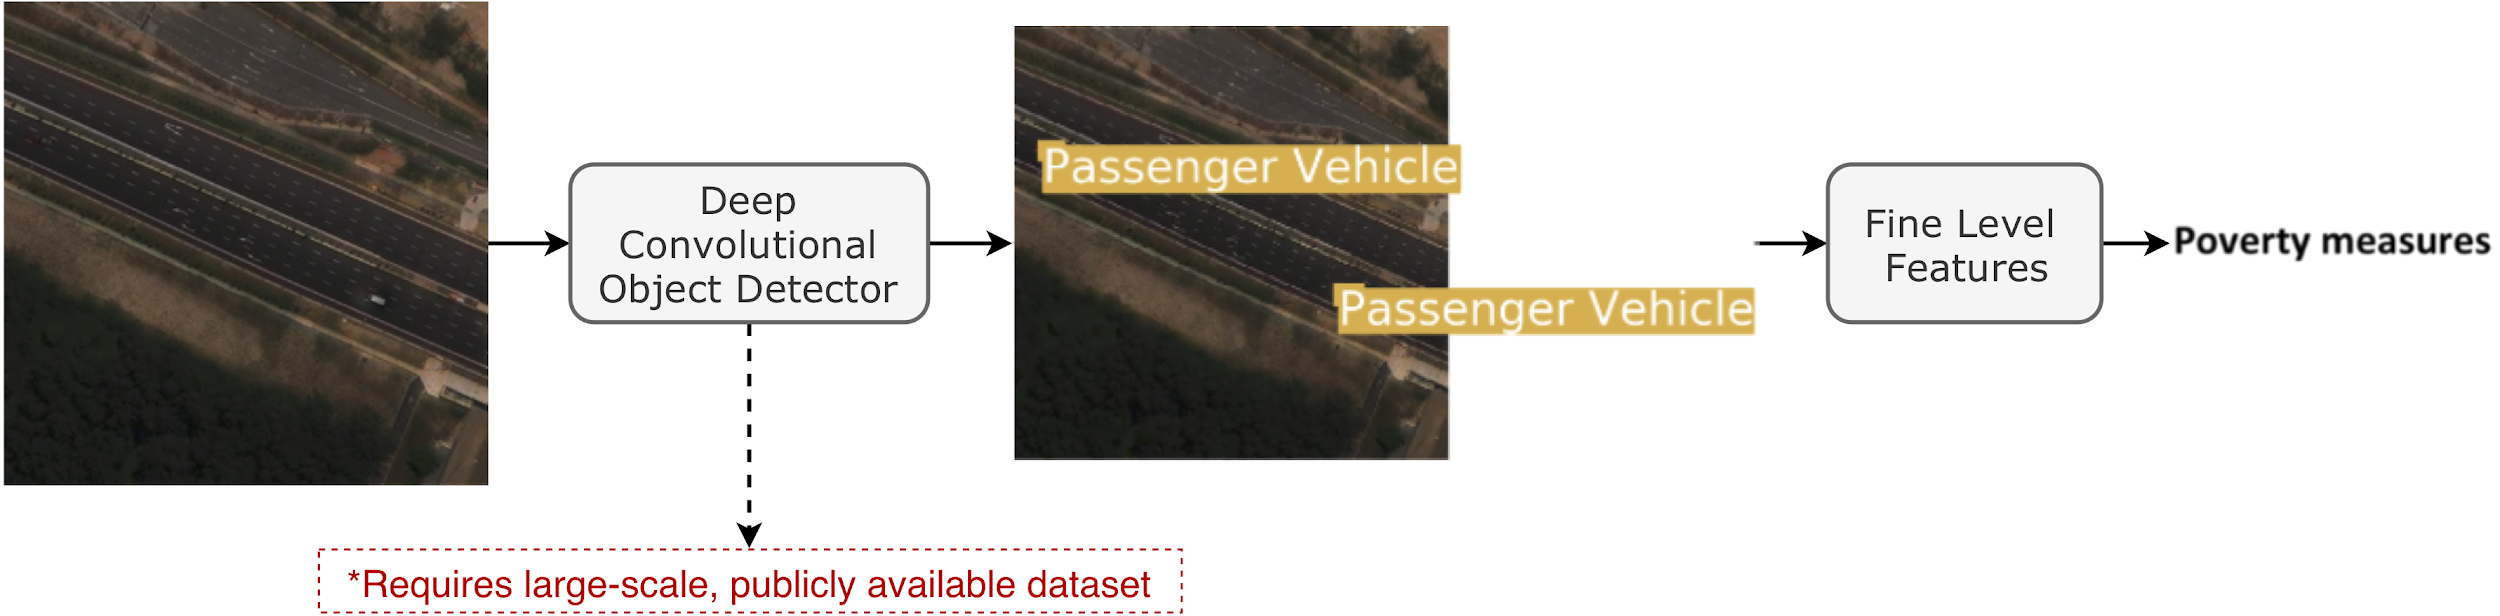 Deep
Convolutional
Object Detector
Passenger Vehicle
Passenger Vehicle
Fine Level
Features
Poverty measures
*Requires large-scale, publicly available dataset